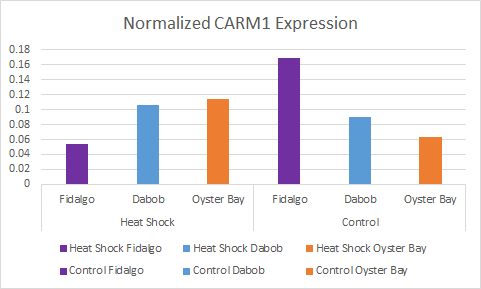 Normalized CARM1 Expression
0.18
0.16
0.14
0.12
0.1
0.08
0.06
0.04
0.02
0
Fidalgo Dabob Oyster Bay Fidalgo Dabob Oyster Bay
Heat Shock Control
Heat Shock Fidalgo Heat Shock Dabob Heat Shock Oyster Bay
Control Fidalgo Control Dabob Control Oyster Bay